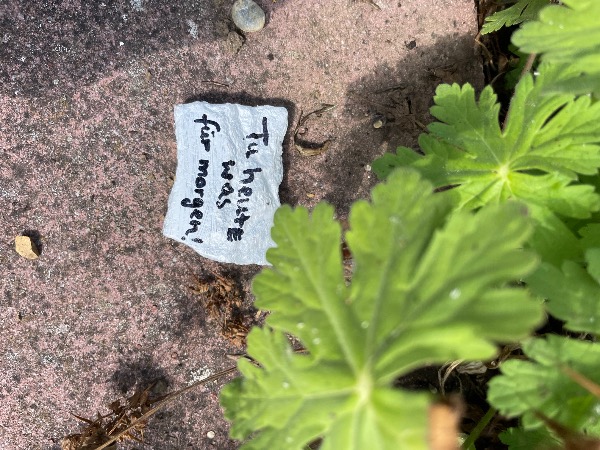 Tu heute
was
für morgen!